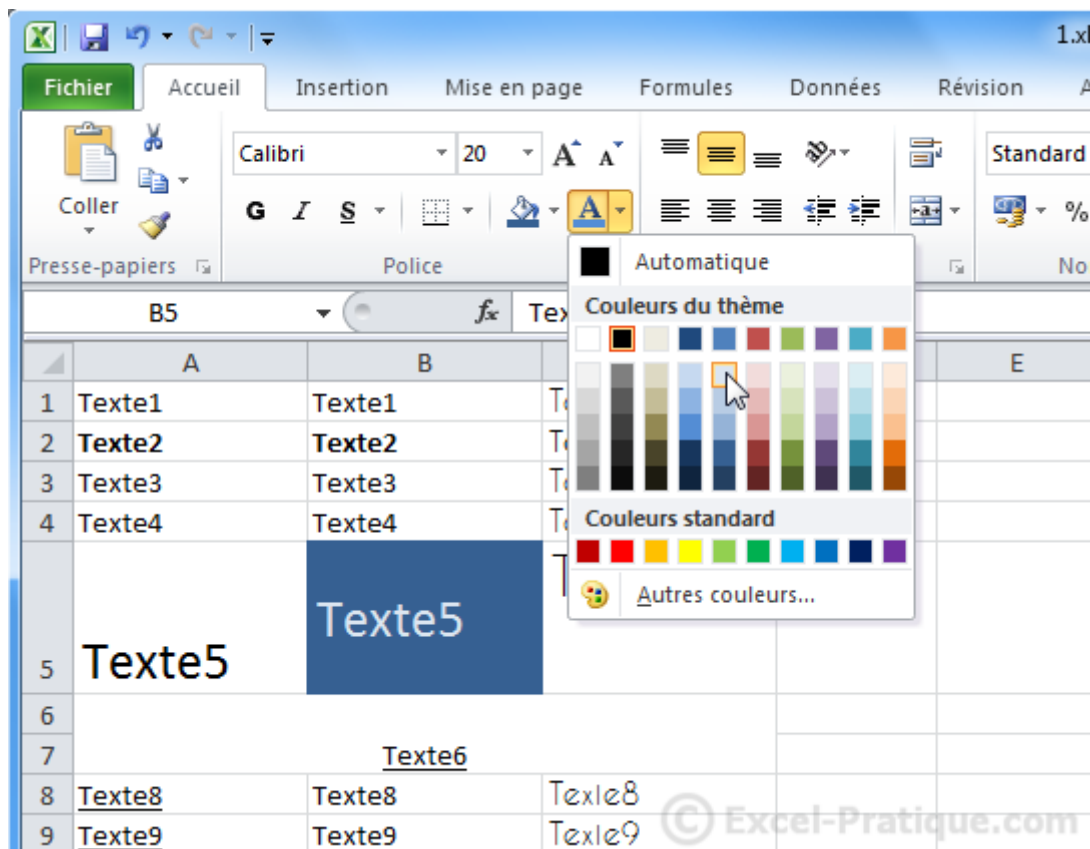 1.xl
Fichier Accueil Insertion Mise en page Formules Données Révision A
Calibri 20 A A Standard
Coller G I S A %
Presse-papiers Police No
B5 fx Tex
Automatique
Couleurs du thème
Couleurs standard
Autres couleurs...
A B E
1 Texte1 Texte1
2 Texte2 Texte2
3 Texte3 Texte3
4 Texte4 Texte4
5 Texte5 Texte5
6
7 Texte6
8 Texte8 Texte8 Texte8
9 Texte9 Texte9 Texte9
© Excel-Pratique.com